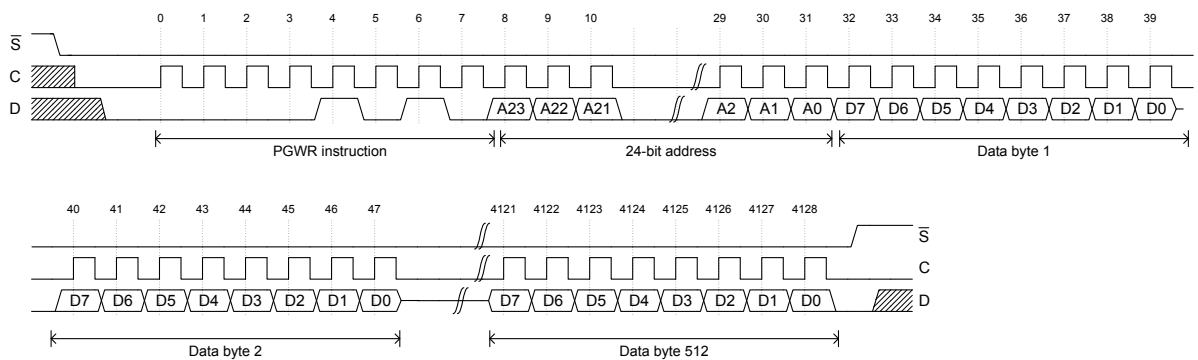 0 1 2 3 4 5 6 7 8 9 10 29 30 31 32 33 34 35 36 37 38 39
S
C
D A23 A22 A21 A2 A1 A0 D7 D6 D5 D4 D3 D2 D1 D0
PGWR instruction 24-bit address Data byte 1
40 41 42 43 44 45 46 47 4121 4122 4123 4124 4125 4126 4127 4128
S
C
D7 D6 D5 D4 D3 D2 D1 D0 D7 D6 D5 D4 D3 D2 D1 D0 D
Data byte 2 Data byte 512